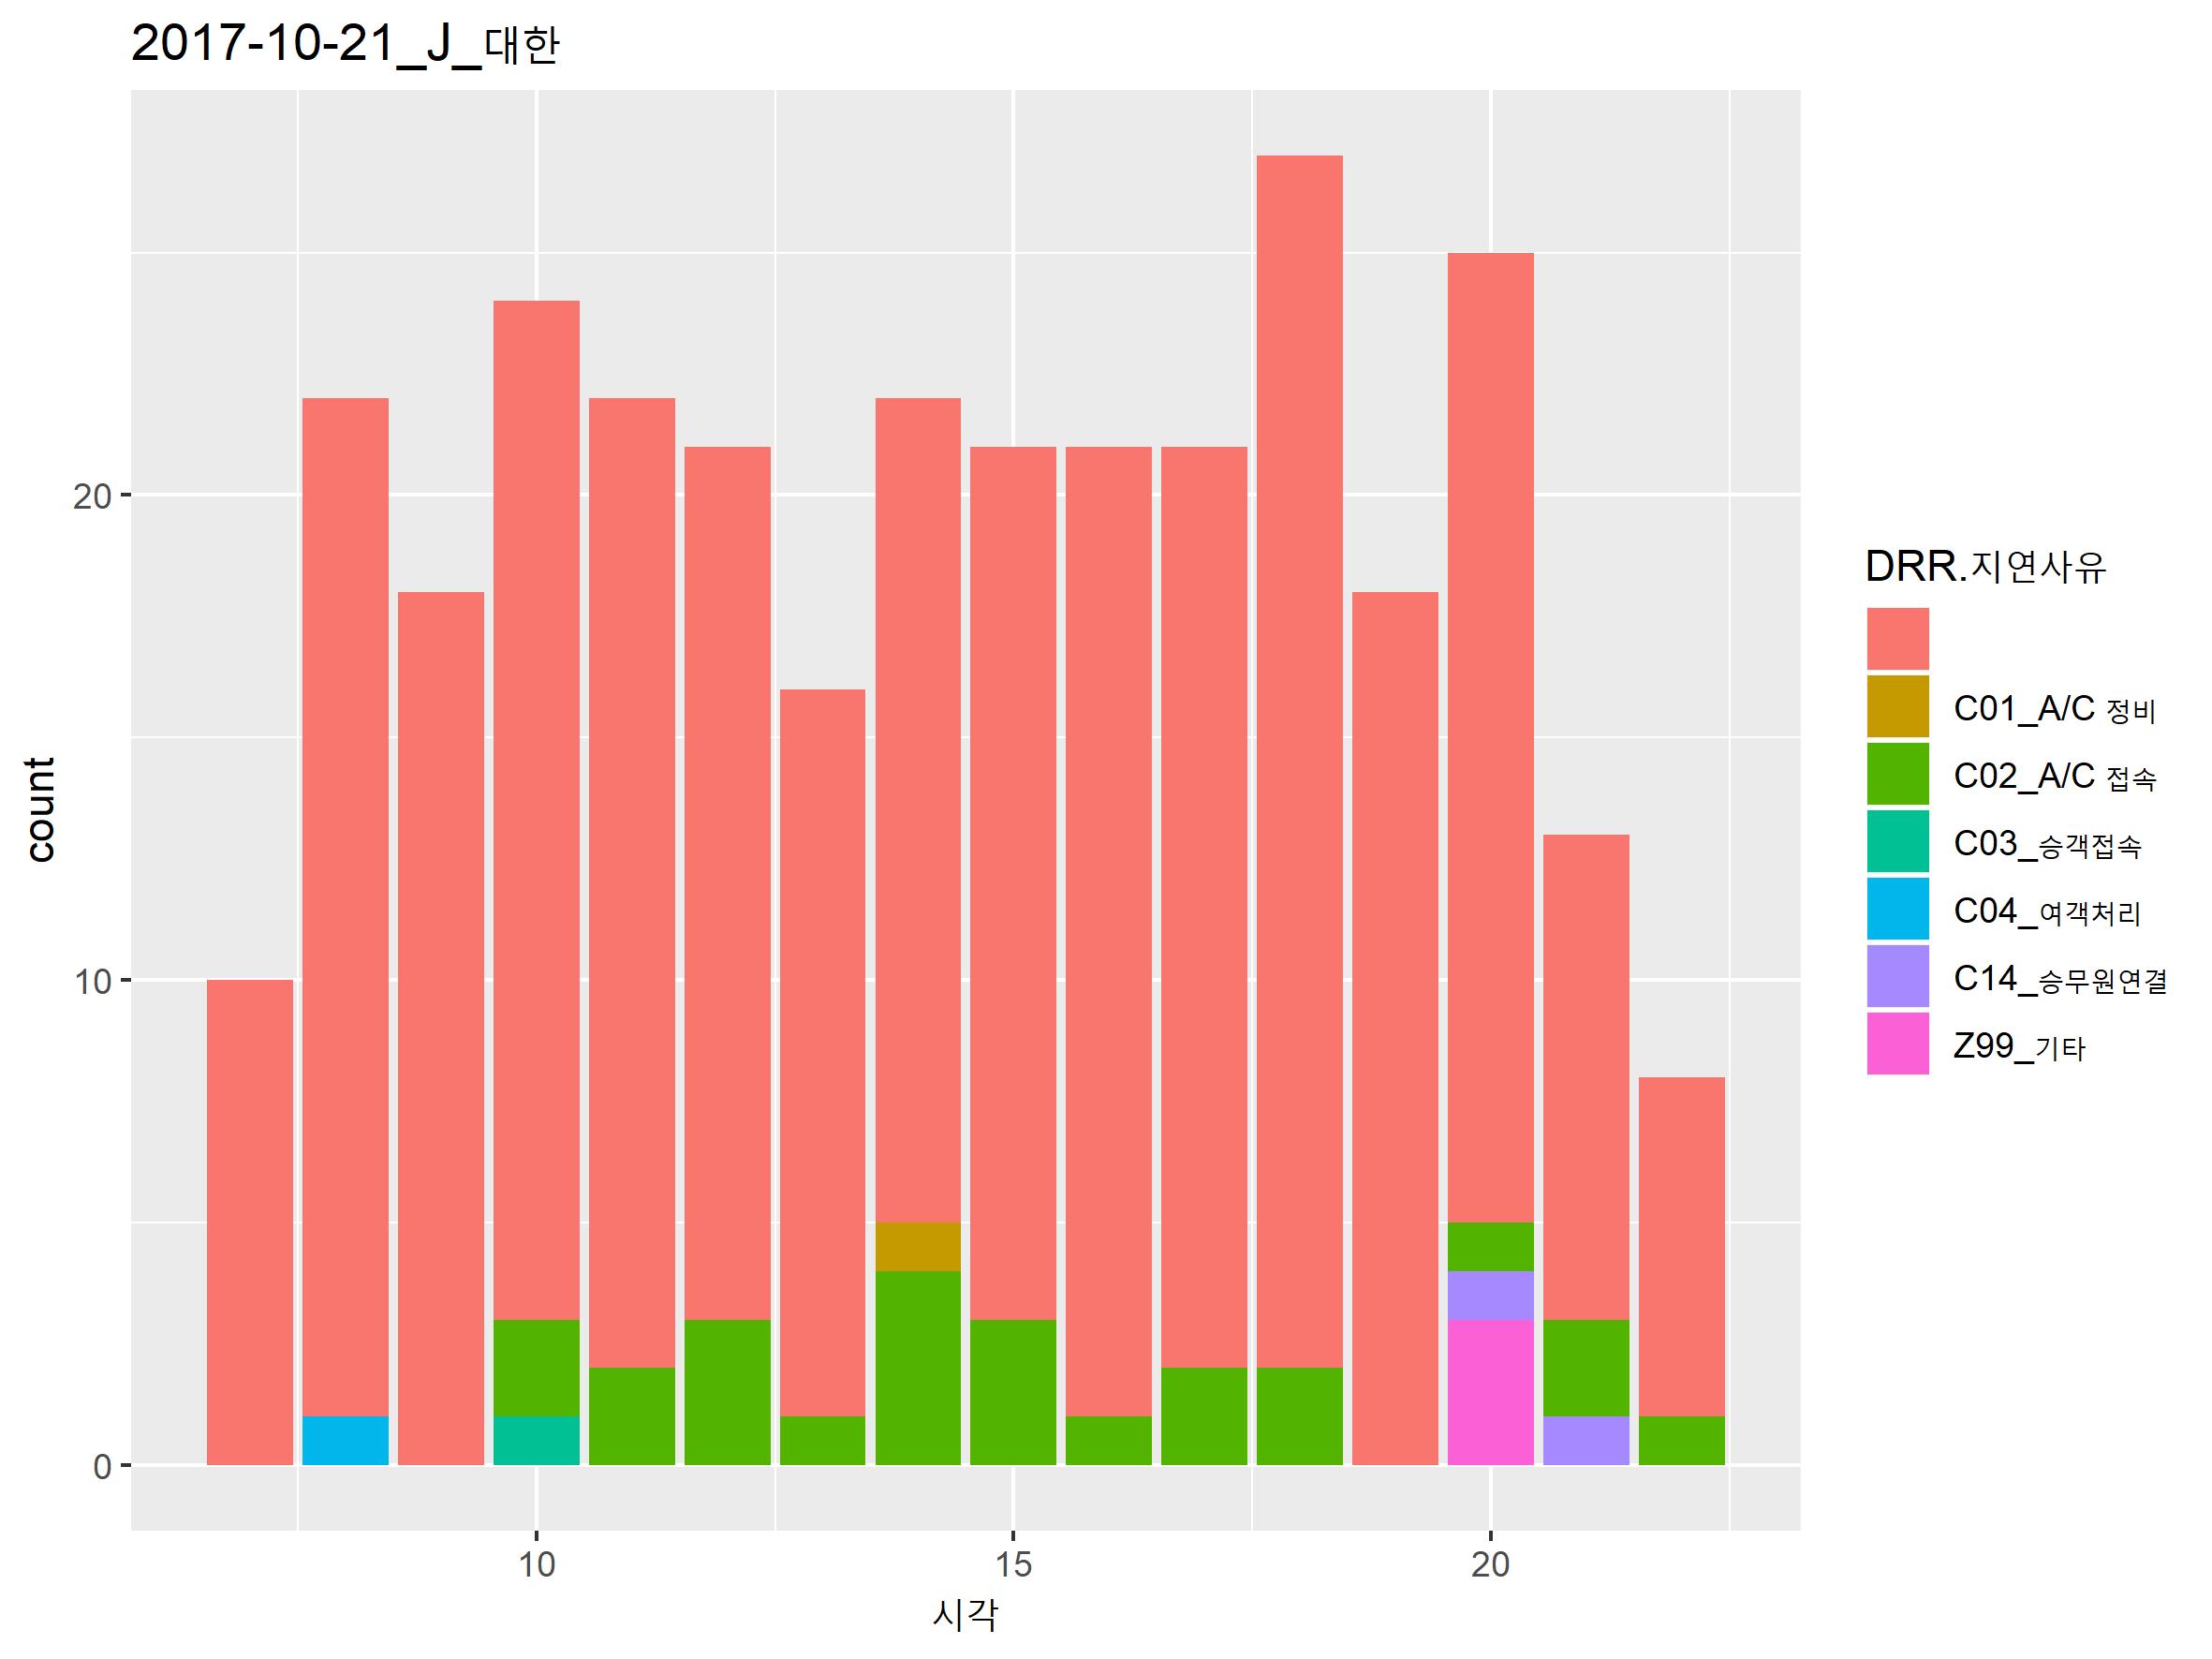 2017-10-21_J_대한
count
20
10
0
10
15
20
시각
DRR.지연사유
C01_A/C 정비
C02_A/C 접속
C03_승객접속
C04_여객처리
C14_승무원연결
Z99_기타